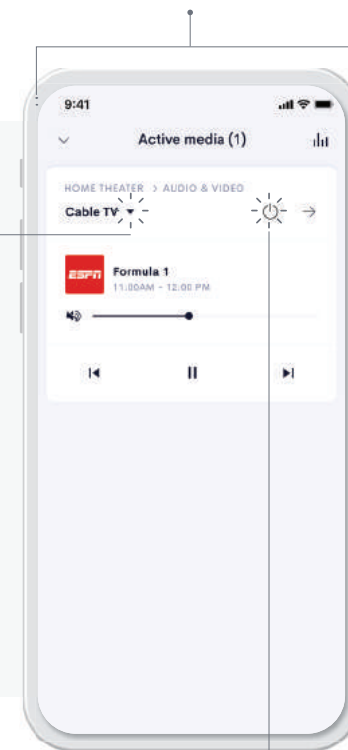 9:41
Active media (1)
HOME THEATER > AUDIO & VIDEO
Cable TV
ESPN
Formula 1
11:00AM - 12:00 PM